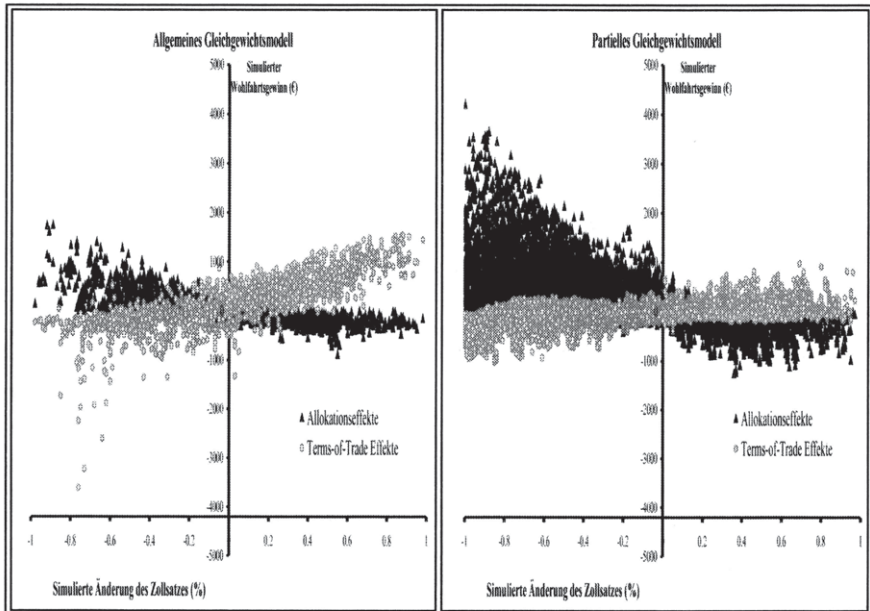 Allgemeines Gleichgewichtsmodell
Simulierter
Wohlfahrtsgewinn (€)
5000
4000
3000
2000
1000
0
-1000
-2000
-3000
-4000
-5000
▲ Allokationseffekte
○ Terms-of-Trade Effekte
-1 -0.8 -0.6 -0.4 -0.2 0 0.2 0.4 0.6 0.8 1
Simulierte Änderung des Zollsatzes (%)
Partielles Gleichgewichtsmodell
Simulierter
Wohlfahrtsgewinn (€)
5000
4000
3000
2000
1000
0
-1000
-2000
-3000
-4000
-5000
▲ Allokationseffekte
● Terms-of-Trade Effekte
-1 -0.8 -0.6 -0.4 -0.2 0 0.2 0.4 0.6 0.8 1
Simulierte Änderung des Zollsatzes (%)